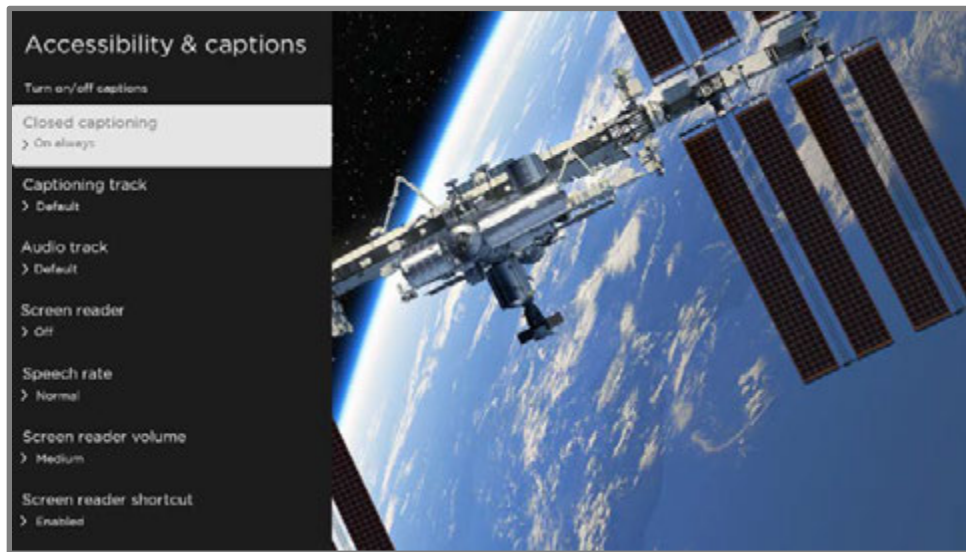 Accessibility & captions
Turn on/off captions
Closed captioning
On always
Captioning track
Default
Audio track
Default
Screen reader
Off
Speech rate
Normal
Screen reader volume
Medium
Screen reader shortcut
Enabled